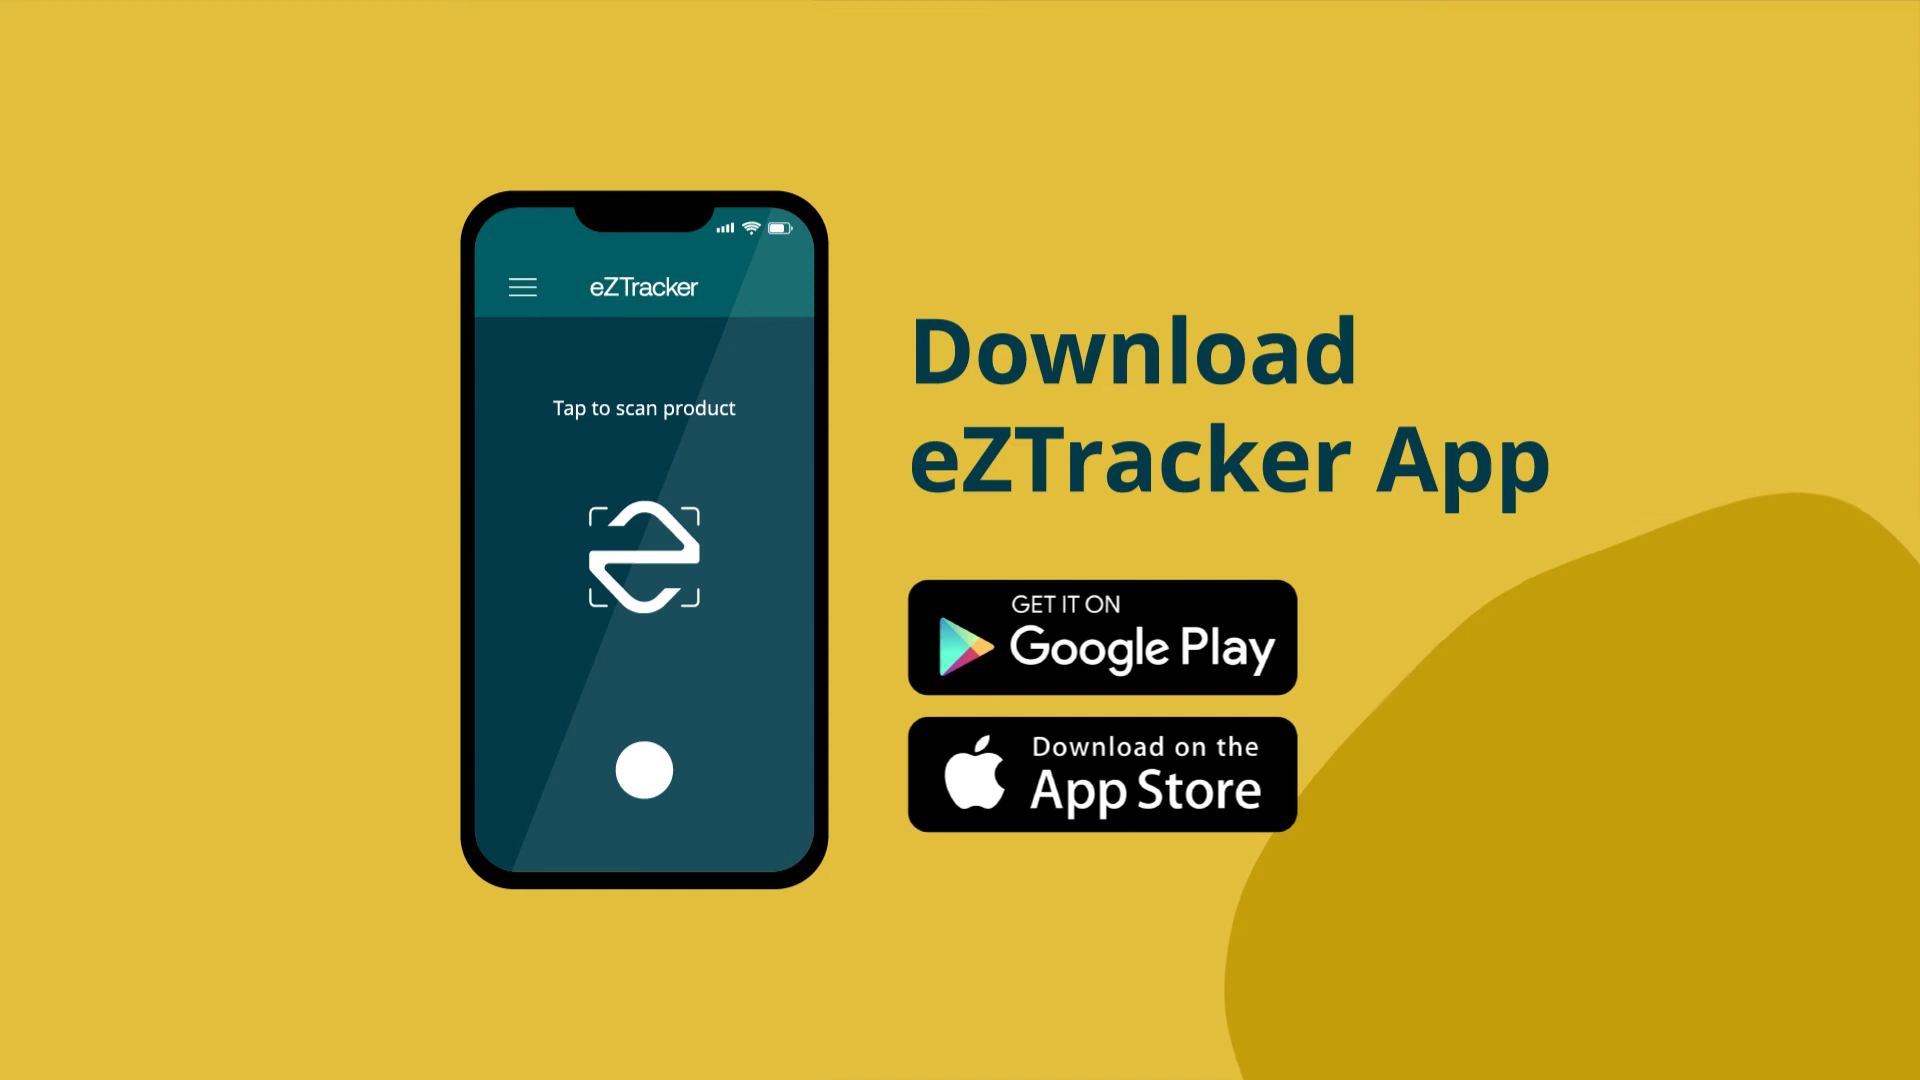 eZTracker
Tap to scan product
Download
eZTracker App
GET IT ON
Google Play
Download on the
App Store